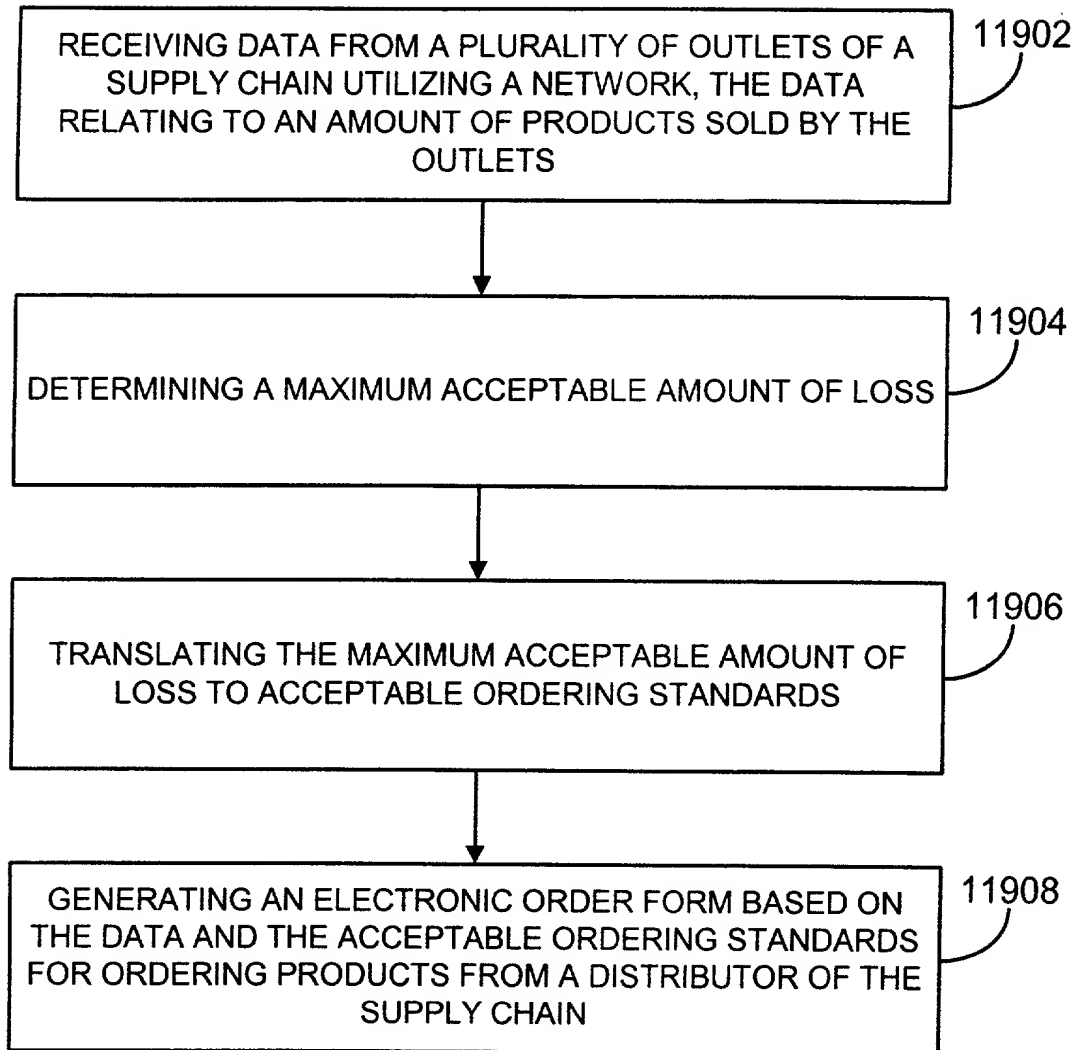 RECEIVING DATA FROM A PLURALITY OF OUTLETS OF A
SUPPLY CHAIN UTILIZING A NETWORK, THE DATA
RELATING TO AN AMOUNT OF PRODUCTS SOLD BY THE
OUTLETS
11902
DETERMINING A MAXIMUM ACCEPTABLE AMOUNT OF LOSS
11904
TRANSLATING THE MAXIMUM ACCEPTABLE AMOUNT OF
LOSS TO ACCEPTABLE ORDERING STANDARDS
11906
GENERATING AN ELECTRONIC ORDER FORM BASED ON
THE DATA AND THE ACCEPTABLE ORDERING STANDARDS
FOR ORDERING PRODUCTS FROM A DISTRIBUTOR OF THE
SUPPLY CHAIN
11908